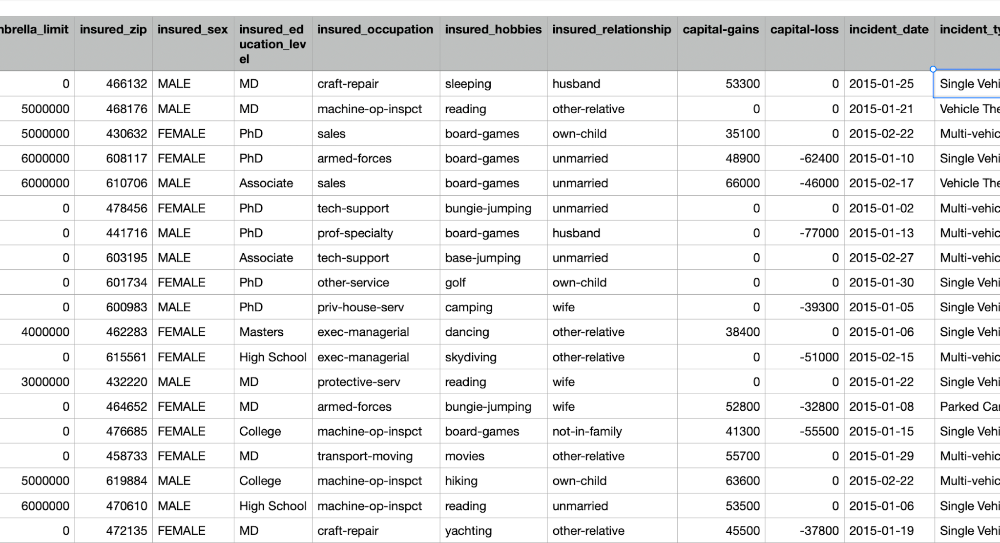 nbrella_limit insured_zip insured_sex insured_ed insured_occupation insured_hobbies insured_relationship capital-gains capital-loss incident_date incident_ty
ucation_lev
el
0 466132 MALE MD craft-repair sleeping husband 53300 0 2015-01-25 Single Vehi
5000000 468176 MALE MD machine-op-inspct reading other-relative 0 0 2015-01-21 Vehicle The
5000000 430632 FEMALE PhD sales board-games own-child 35100 0 2015-02-22 Multi-vehic
6000000 608117 FEMALE PhD armed-forces board-games unmarried 48900 -62400 2015-01-10 Single Vehi
6000000 610706 MALE Associate sales board-games unmarried 66000 -46000 2015-02-17 Vehicle The
0 478456 FEMALE PhD tech-support bungie-jumping unmarried 0 0 2015-01-02 Multi-vehic
0 441716 MALE PhD prof-specialty board-games husband 0 -77000 2015-01-13 Multi-vehic
0 603195 MALE Associate tech-support base-jumping unmarried 0 0 2015-02-27 Multi-vehic
0 601734 FEMALE PhD other-service golf own-child 0 0 2015-01-30 Single Vehi
0 600983 MALE PhD priv-house-serv camping wife 0 -39300 2015-01-05 Single Vehi
4000000 462283 FEMALE Masters exec-managerial dancing other-relative 38400 0 2015-01-06 Single Vehi
0 615561 FEMALE High School exec-managerial skydiving other-relative 0 -51000 2015-02-15 Multi-vehic
3000000 432220 MALE MD protective-serv reading wife 0 0 2015-01-22 Single Vehi
0 464652 FEMALE MD armed-forces bungie-jumping wife 52800 -32800 2015-01-08 Parked Car
0 476685 FEMALE College machine-op-inspct board-games not-in-family 41300 -55500 2015-01-15 Single Vehi
0 458733 FEMALE MD transport-moving movies other-relative 55700 0 2015-01-29 Multi-vehic
5000000 619884 MALE College machine-op-inspct hiking own-child 63600 0 2015-02-22 Multi-vehic
6000000 470610 MALE High School machine-op-inspct reading unmarried 53500 0 2015-01-06 Single Vehi
0 472135 FEMALE MD craft-repair yachting other-relative 45500 -37800 2015-01-19 Single Vehi